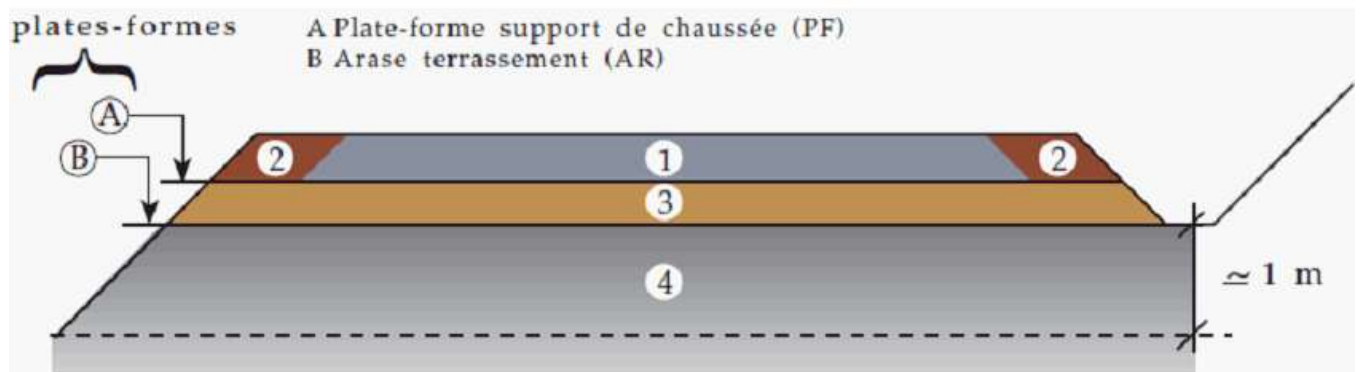 plates-formes
A Plate-forme support de chaussée (PF)
B Arase terrassement (AR)
A
B
2
1
2
3
4
≃ 1 m